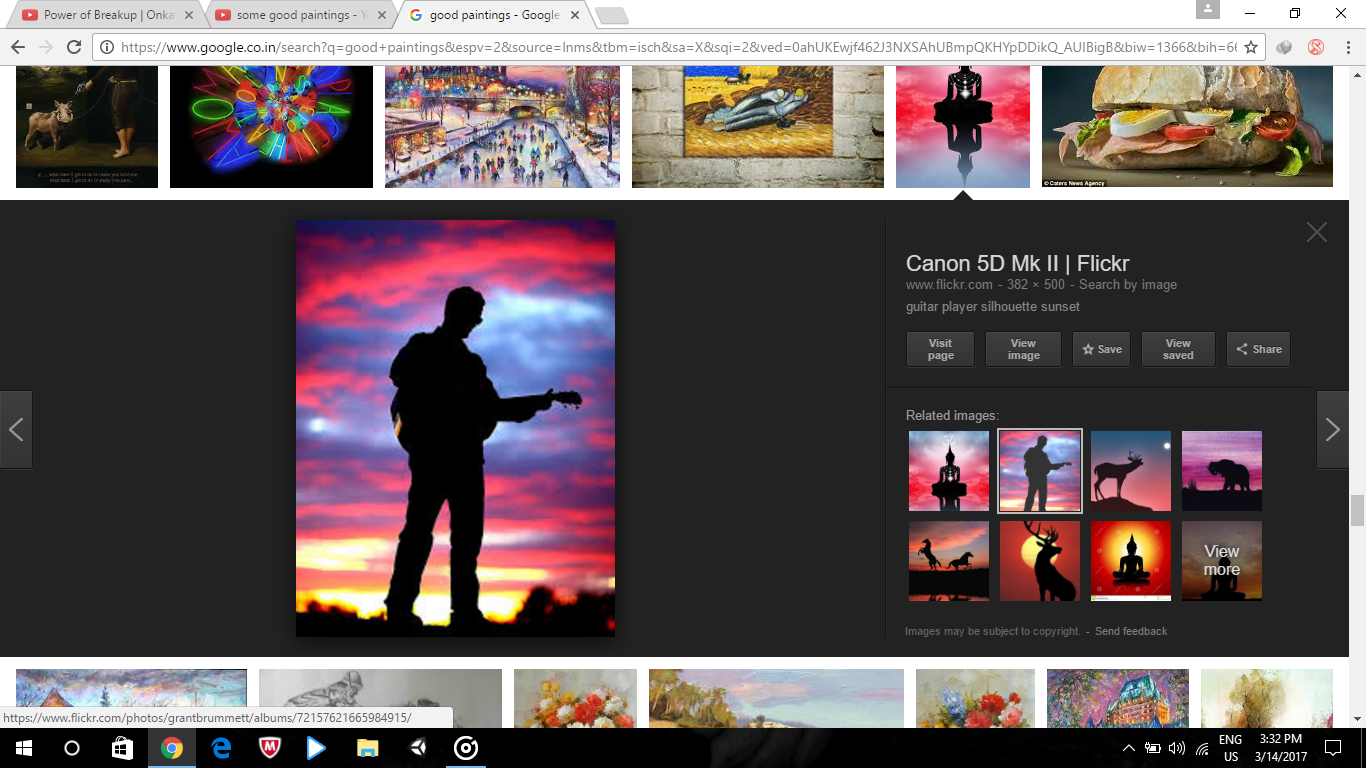 Power of Breakup | Onka
some good paintings - Y
good paintings - Google
https://www.google.co.in/search?q=good+paintings&espv=2&source=lnms&tbm=isch&sa=X&sqi=2&ved=0ahUKEwjf462J3NXSAhUBmpQKHYpDDikQ_AUIBigB&biw=1366&bih=6
© Caters News Agency
Canon 5D Mk II | Flickr
www.flickr.com - 382 × 500 - Search by image
guitar player silhouette sunset
Visit page
View image
Save
View saved
Share
Related images:
View more
Images may be subject to copyright. - Send feedback
https://www.flickr.com/photos/grantbrummett/albums/72157621665984915/
ENG
US
3:32 PM
3/14/2017